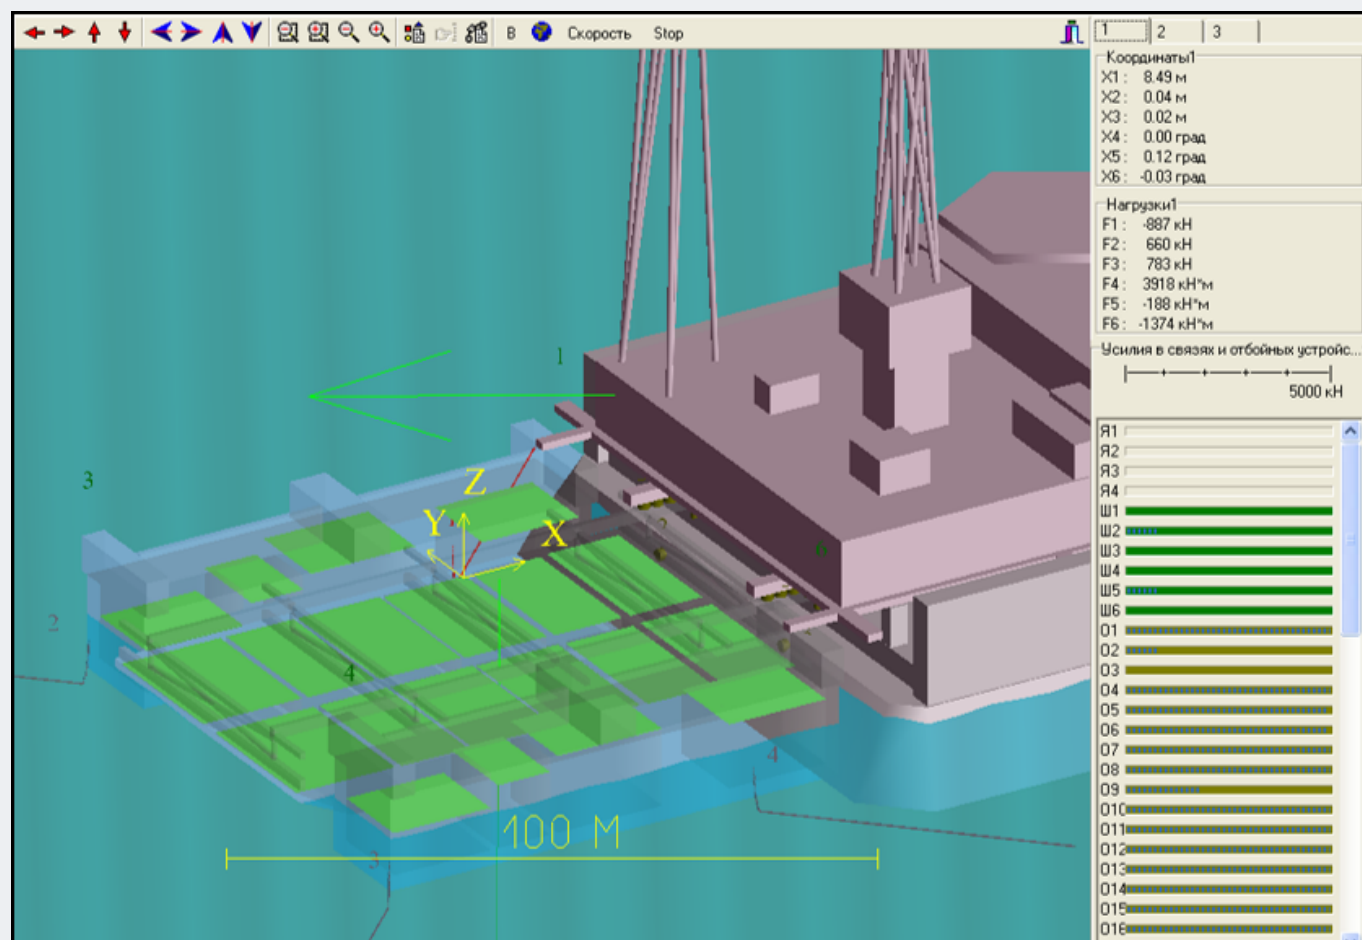 В Скорость Stop
1 2 3
Координаты1
X1: 8.49 м
X2: 0.04 м
X3: 0.02 м
X4: 0.00 град
X5: 0.12 град
X6: -0.03 град
Нагрузки1
F1: -887 кН
F2: 660 кН
F3: 783 кН
F4: 3918 кН*м
F5: -188 кН*м
F6: -1374 кН*м
Усилия в связях и отбойных устройс...
5000 кН
Я1
Я2
Я3
Я4
Ш1
Ш2
Ш3
Ш4
Ш5
Ш6
О1
О2
О3
О4
О5
О6
О7
О8
О9
О10
О11
О12
О13
О14
О15
О16
1
3
Z
Y
X
6
2
4
4
100 М
3